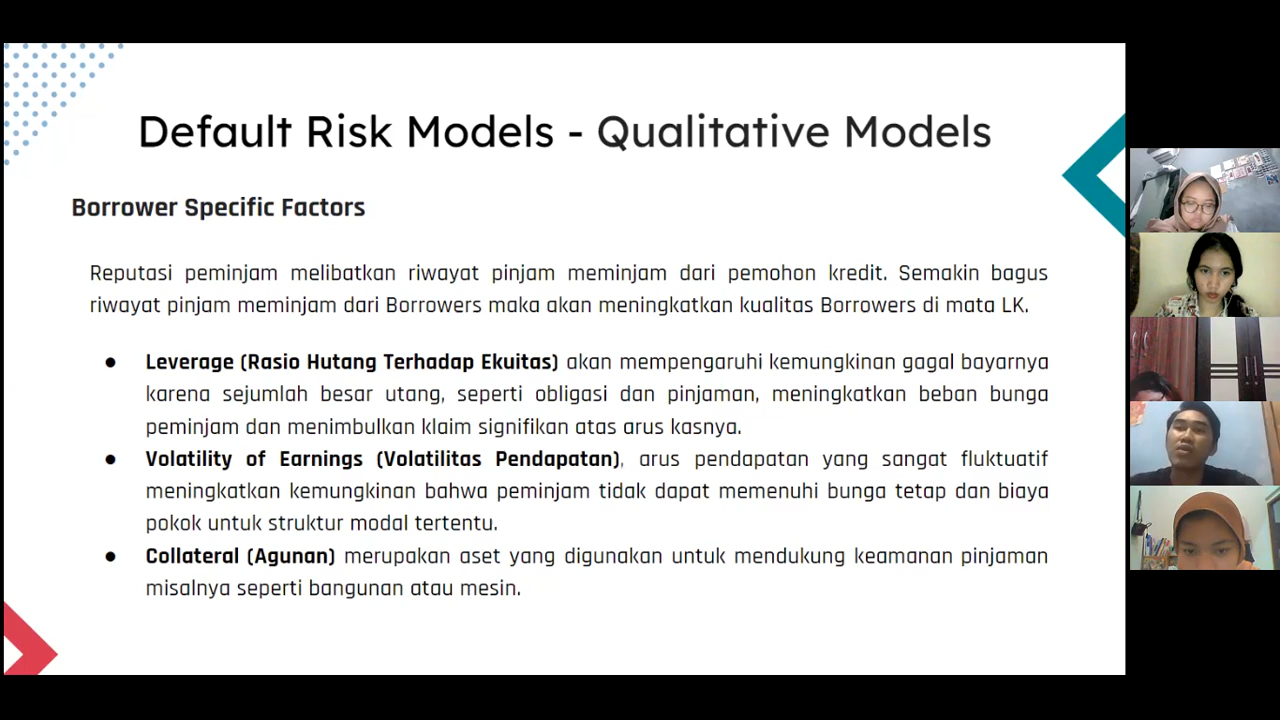 Default Risk Models - Qualitative Models
Borrower Specific Factors
Reputasi peminjam melibatkan riwayat pinjam meminjam dari pemohon kredit. Semakin bagus
riwayat pinjam meminjam dari Borrowers maka akan meningkatkan kualitas Borrowers di mata LK.
● Leverage (Rasio Hutang Terhadap Ekuitas) akan mempengaruhi kemungkinan gagal bayarnya
karena sejumlah besar utang, seperti obligasi dan pinjaman, meningkatkan beban bunga
peminjam dan menimbulkan klaim signifikan atas arus kasnya.
● Volatility of Earnings (Volatilitas Pendapatan), arus pendapatan yang sangat fluktuatif
meningkatkan kemungkinan bahwa peminjam tidak dapat memenuhi bunga tetap dan biaya
pokok untuk struktur modal tertentu.
● Collateral (Agunan) merupakan aset yang digunakan untuk mendukung keamanan pinjaman
misalnya seperti bangunan atau mesin.